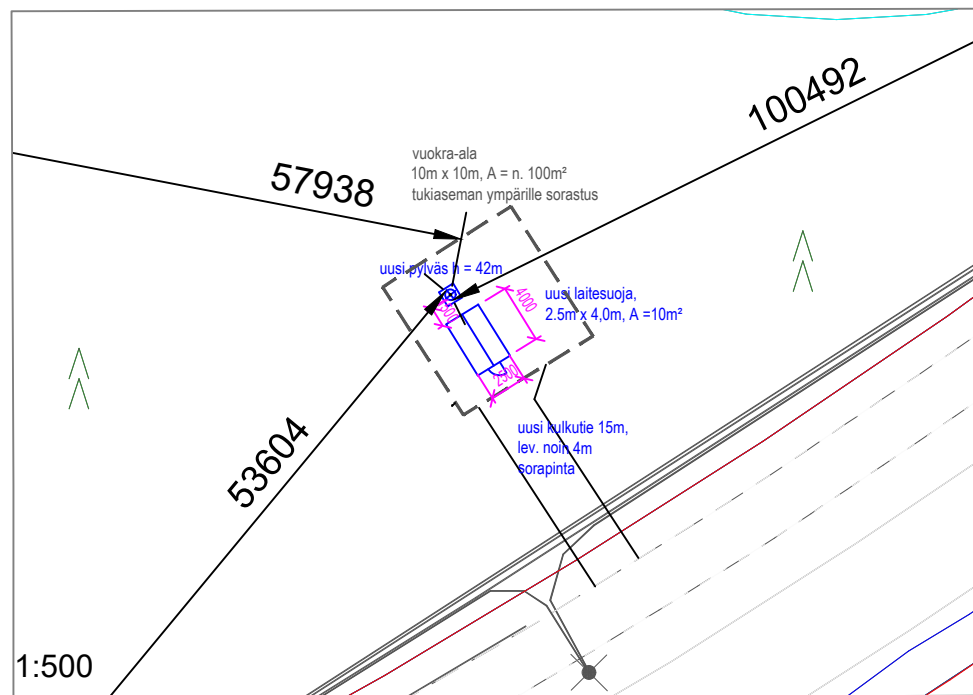 100492
57938
vuokra-ala
10m x 10m, A = n. 100m²
tukiaseman ympärille sorastus
uusi pylväs h = 42m
uusi laitesuoja,
2.5m x 4,0m, A =10m²
4000
2500
uusi kulkutie 15m,
lev. noin 4m
sorapinta
53604
1:500